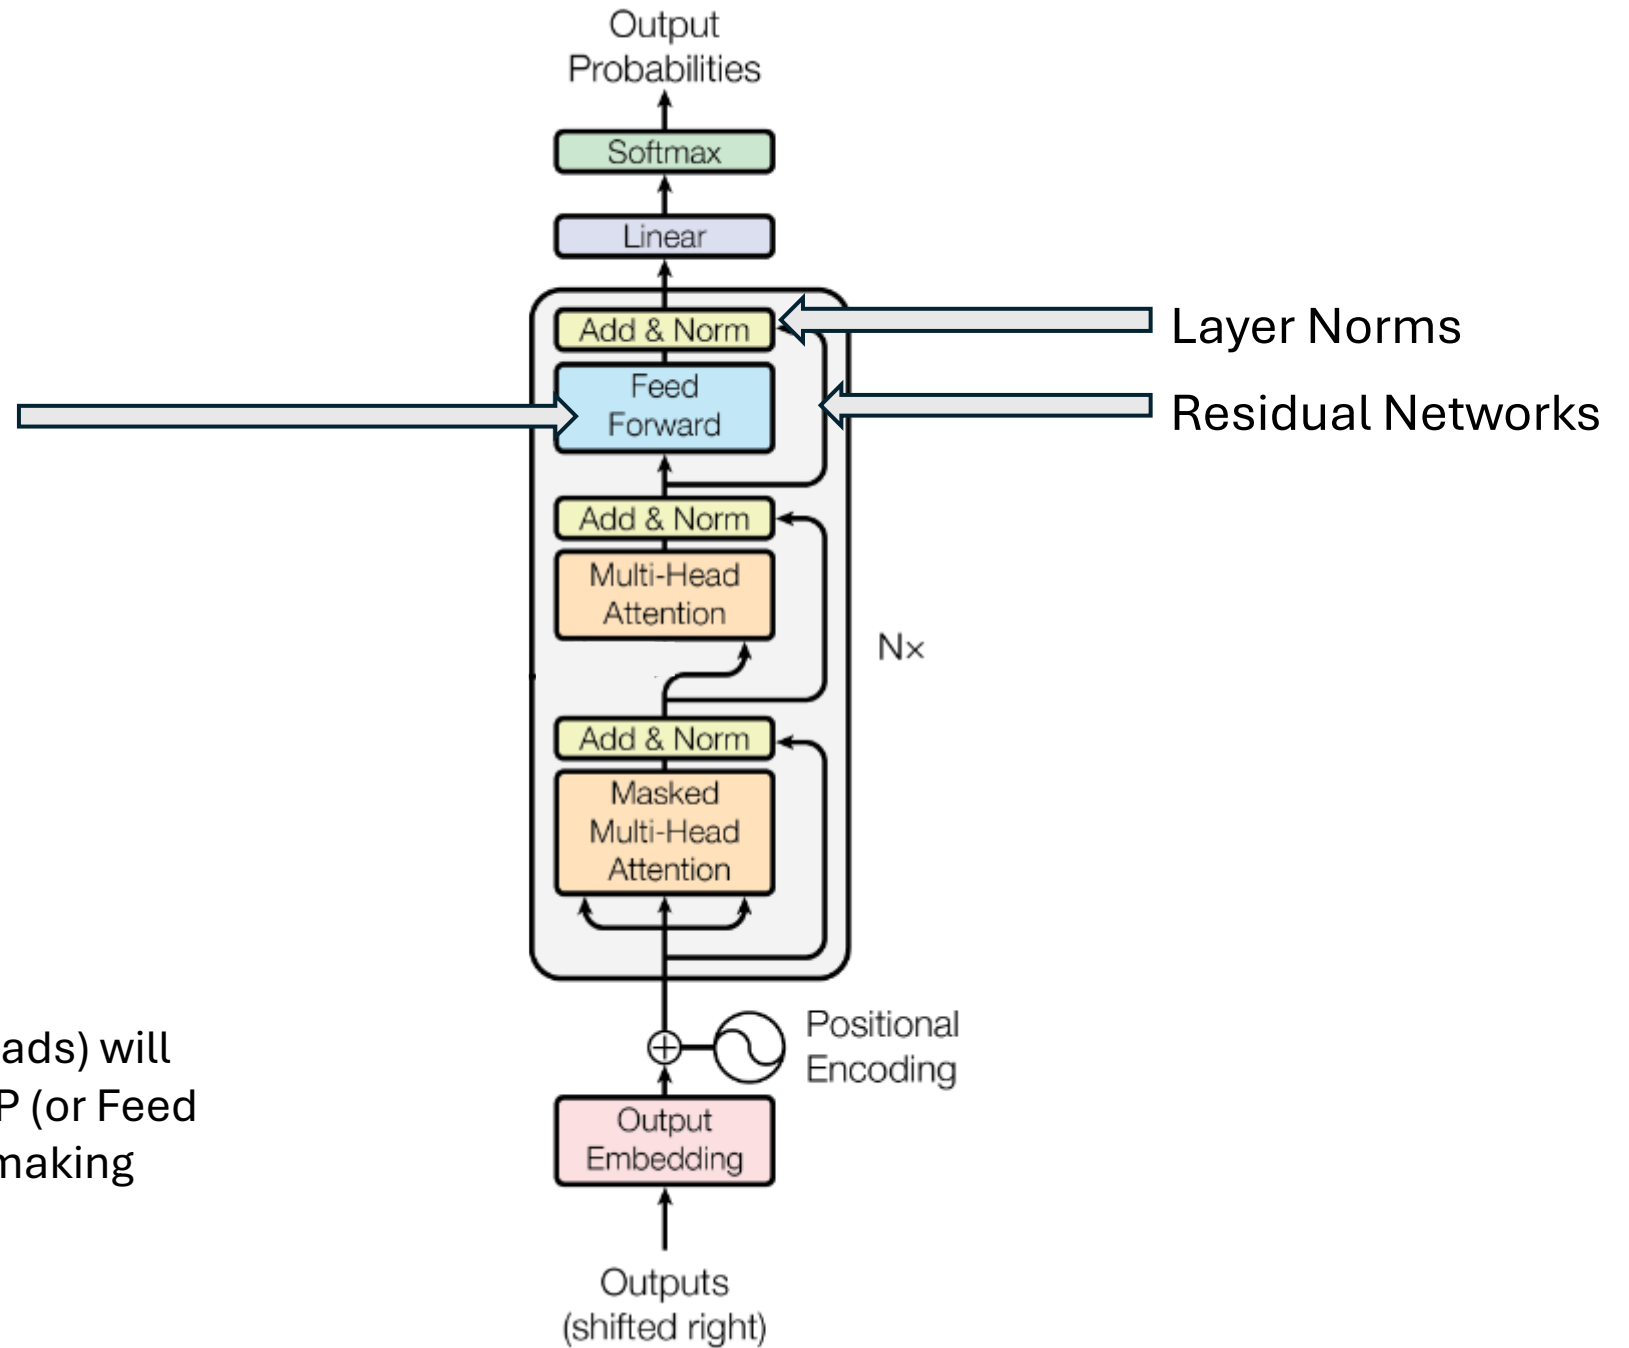 Output
Probabilities
Softmax
Linear
Add & Norm
Layer Norms
Feed
Forward
Residual Networks
Add & Norm
Multi-Head
Attention
N×
Add & Norm
Masked
Multi-Head
Attention
Positional
Encoding
ads) will
P (or Feed
making
Output
Embedding
Outputs
(shifted right)